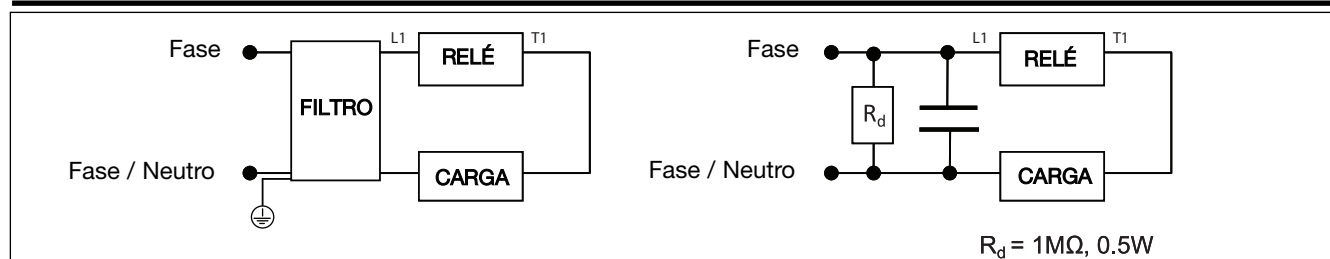 Fase
L1
RELÉ
T1
FILTRO
Fase / Neutro
CARGA
Fase
L1
RELÉ
T1
Rd
Fase / Neutro
CARGA
Rd = 1MΩ, 0.5W